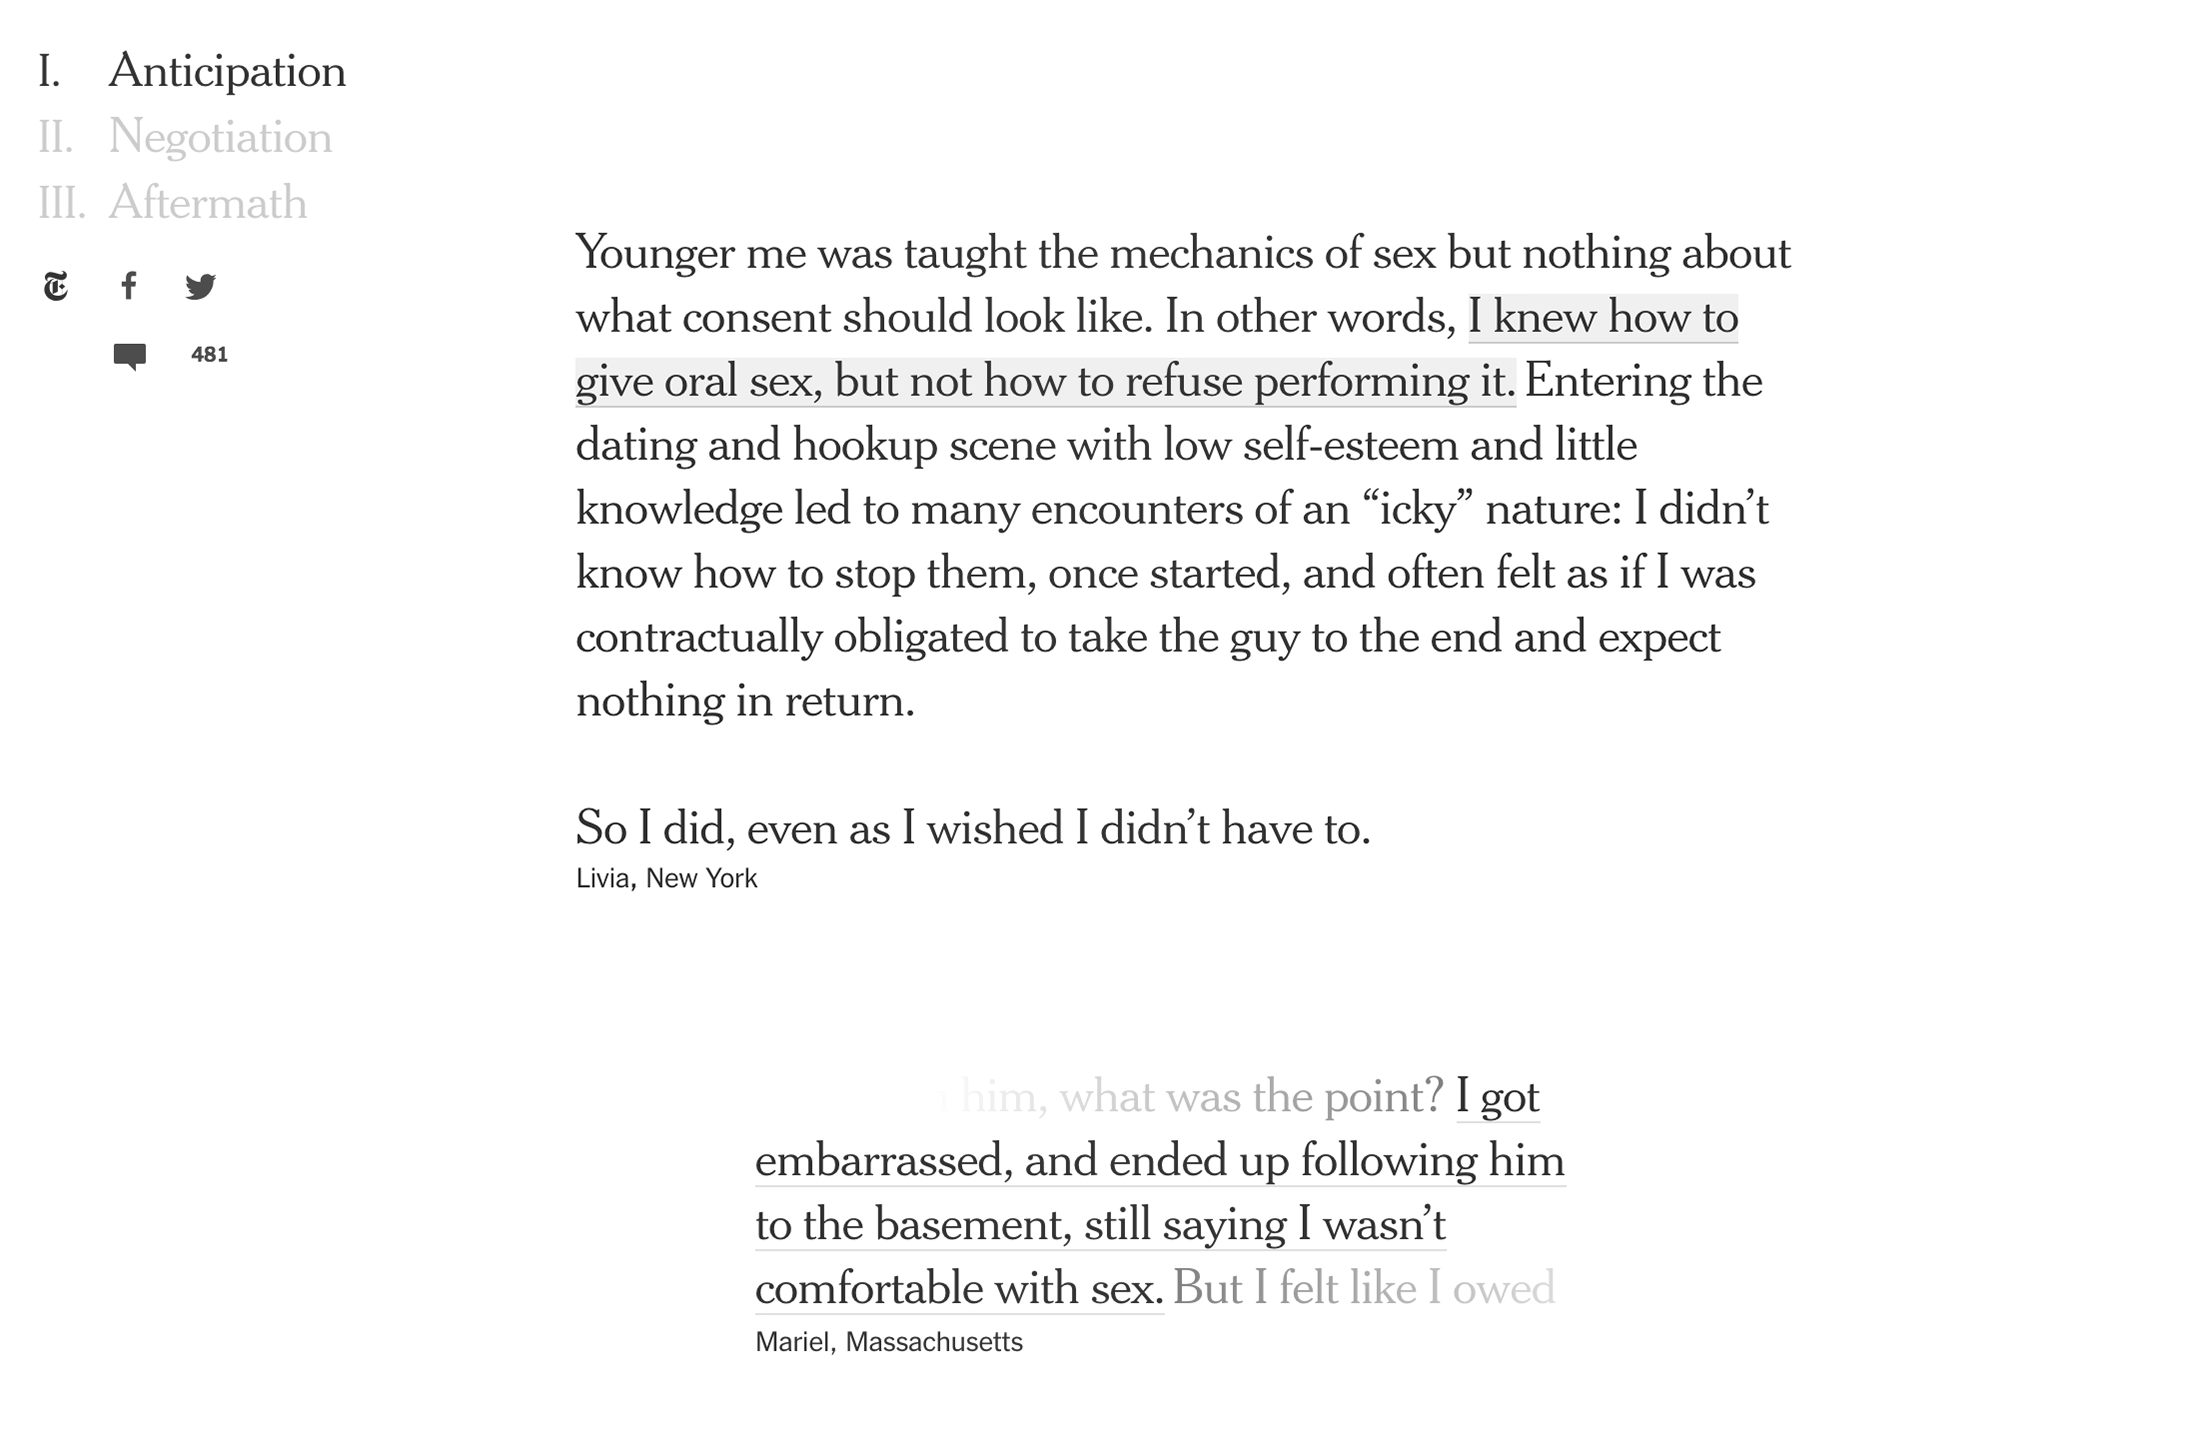 I. Anticipation
II. Negotiation
III. Aftermath
481
Younger me was taught the mechanics of sex but nothing about
what consent should look like. In other words, I knew how to
give oral sex, but not how to refuse performing it. Entering the
dating and hookup scene with low self-esteem and little
knowledge led to many encounters of an “icky” nature: I didn’t
know how to stop them, once started, and often felt as if I was
contractually obligated to take the guy to the end and expect
nothing in return.
So I did, even as I wished I didn’t have to.
Livia, New York
him, what was the point? I got
embarrassed, and ended up following him
to the basement, still saying I wasn’t
comfortable with sex. But I felt like I owed
Mariel, Massachusetts